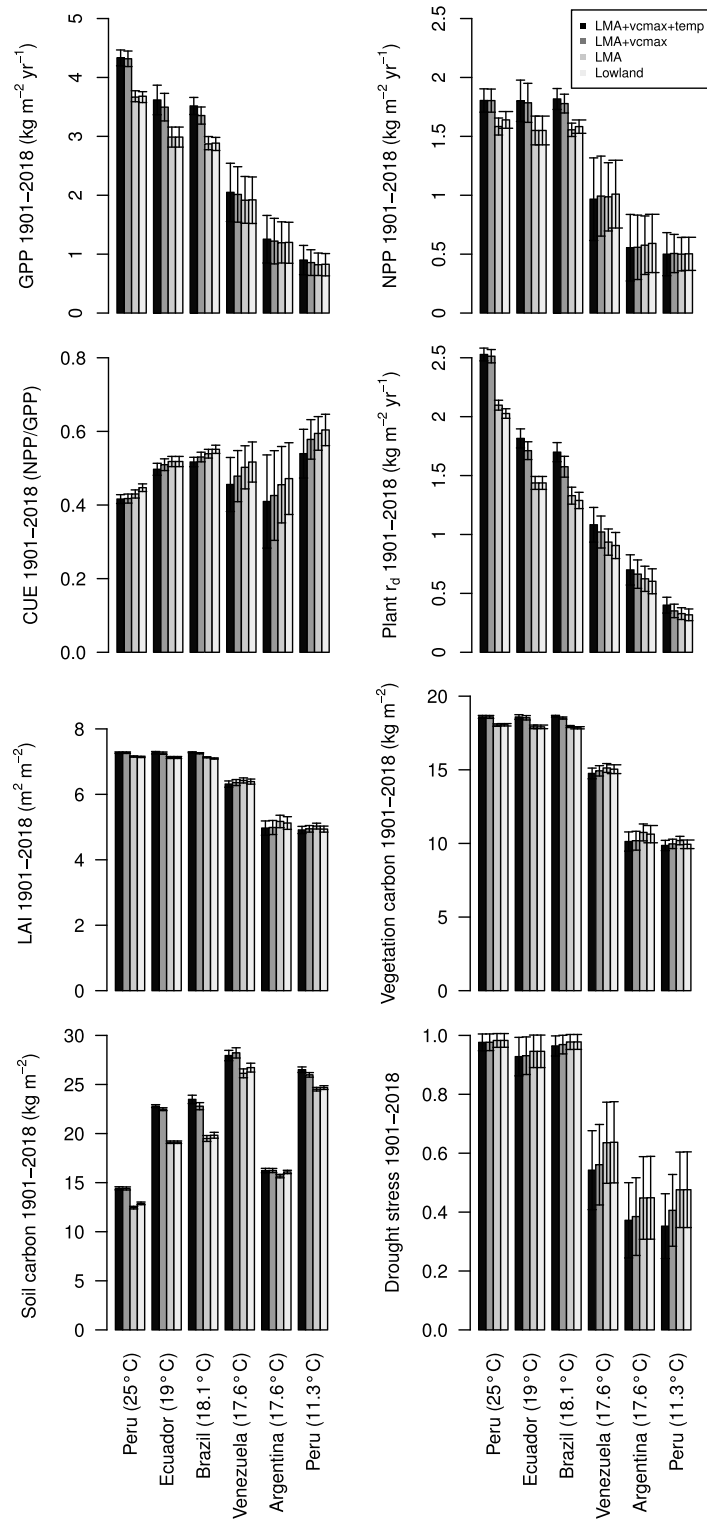 LMA+vcmax+temp
LMA+vcmax
LMA
Lowland
GPP 1901−2018 (kg m−2 yr−1)
0 1 2 3 4 5
NPP 1901−2018 (kg m−2 yr−1)
0 0.5 1 1.5 2 2.5
CUE 1901−2018 (NPP/GPP)
0.0 0.2 0.4 0.6 0.8
Plant rd 1901−2018 (kg m−2 yr−1)
0 0.5 1 1.5 2 2.5
LAI 1901−2018 (m2 m−2)
0 2 4 6 8
Vegetation carbon 1901−2018 (kg m−2)
0 5 10 15 20
Soil carbon 1901−2018 (kg m−2)
0 5 10 15 20 25 30
Drought stress 1901−2018
0.0 0.2 0.4 0.6 0.8 1.0
Peru (25° C)
Ecuador (19° C)
Brazil (18.1° C)
Venezuela (17.6° C)
Argentina (17.6° C)
Peru (11.3° C)
Peru (25° C)
Ecuador (19° C)
Brazil (18.1° C)
Venezuela (17.6° C)
Argentina (17.6° C)
Peru (11.3° C)